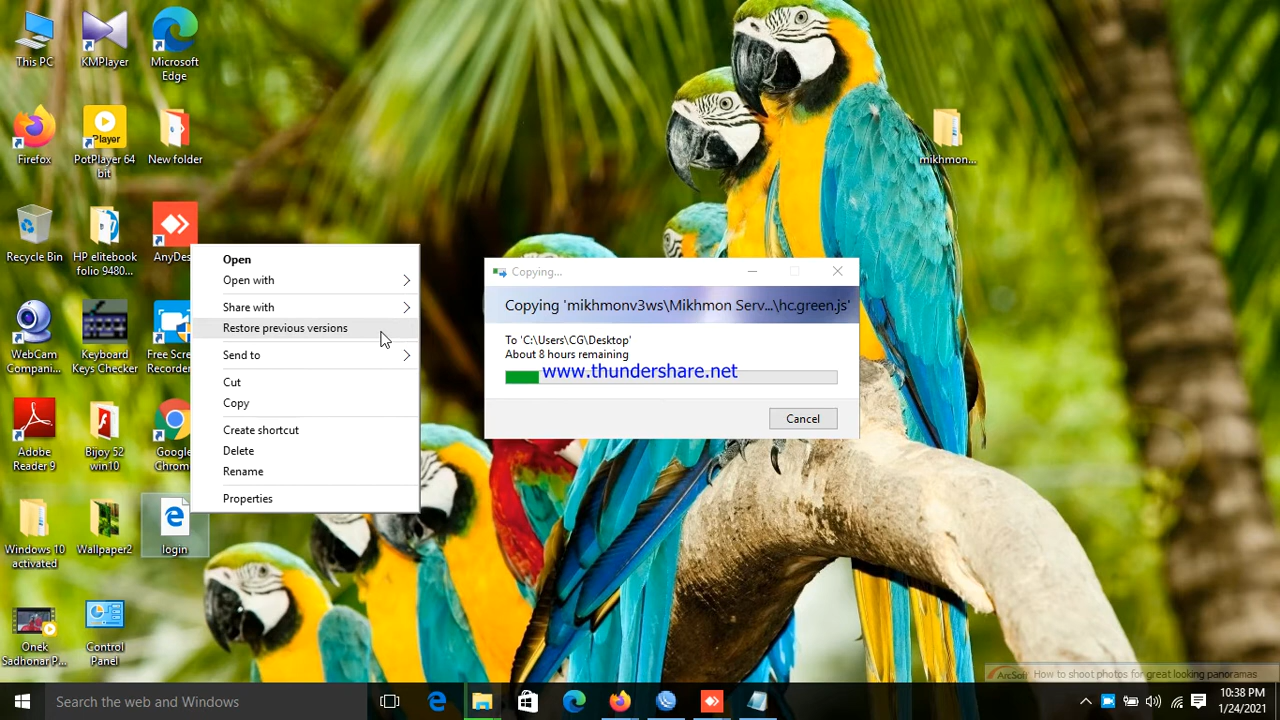 This PC
KMPlayer
Microsoft
Edge
Firefox
Player
PotPlayer 64
bit
New folder
mikhmon...
Recycle Bin
HP elitebook
folio 9480...
AnyDes
WebCam
Compani...
Keyboard
Keys Checker
Free Scre
Recorder
Adobe
Reader 9
Bijoy 52
win10
Google
Chrom
Windows 10
activated
Wallpaper2
login
Onek
Sadhonar P...
Control
Panel
Open
Open with
Share with
Restore previous versions
Send to
Cut
Copy
Create shortcut
Delete
Rename
Properties
Copying...
Copying 'mikhmonv3ws\Mikhmon Serv...\hc.green.js'
To 'C:\Users\CG\Desktop'
About 8 hours remaining
www.thundershare.net
Cancel
ArcSoft How to shoot photos for great looking panoramas
Search the web and Windows
10:38 PM
1/24/2021